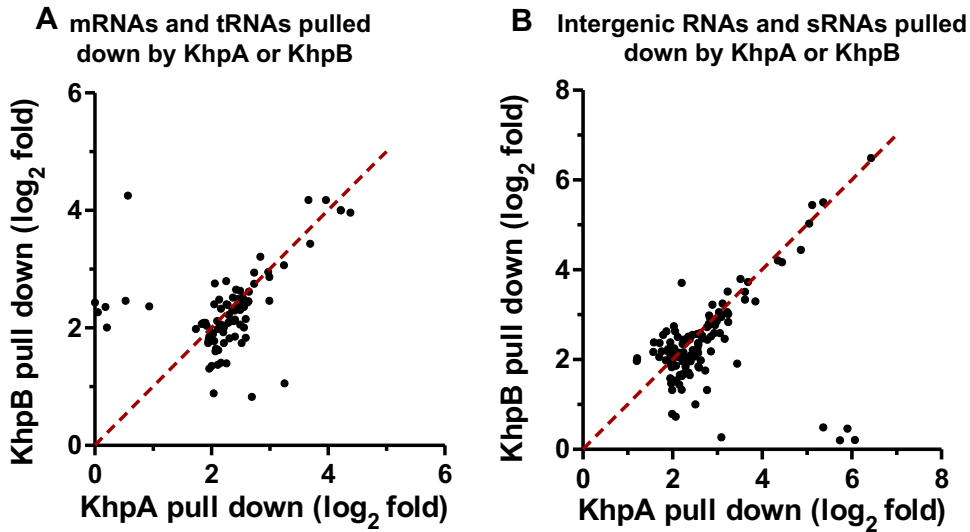 A mRNAs and tRNAs pulled
down by KhpA or KhpB
KhpB pull down (log2 fold)
6
4
2
0
0
2
4
6
KhpA pull down (log2 fold)
B Intergenic RNAs and sRNAs pulled
down by KhpA or KhpB
KhpB pull down (log2 fold)
8
6
4
2
0
0
2
4
6
8
KhpA pull down (log2 fold)